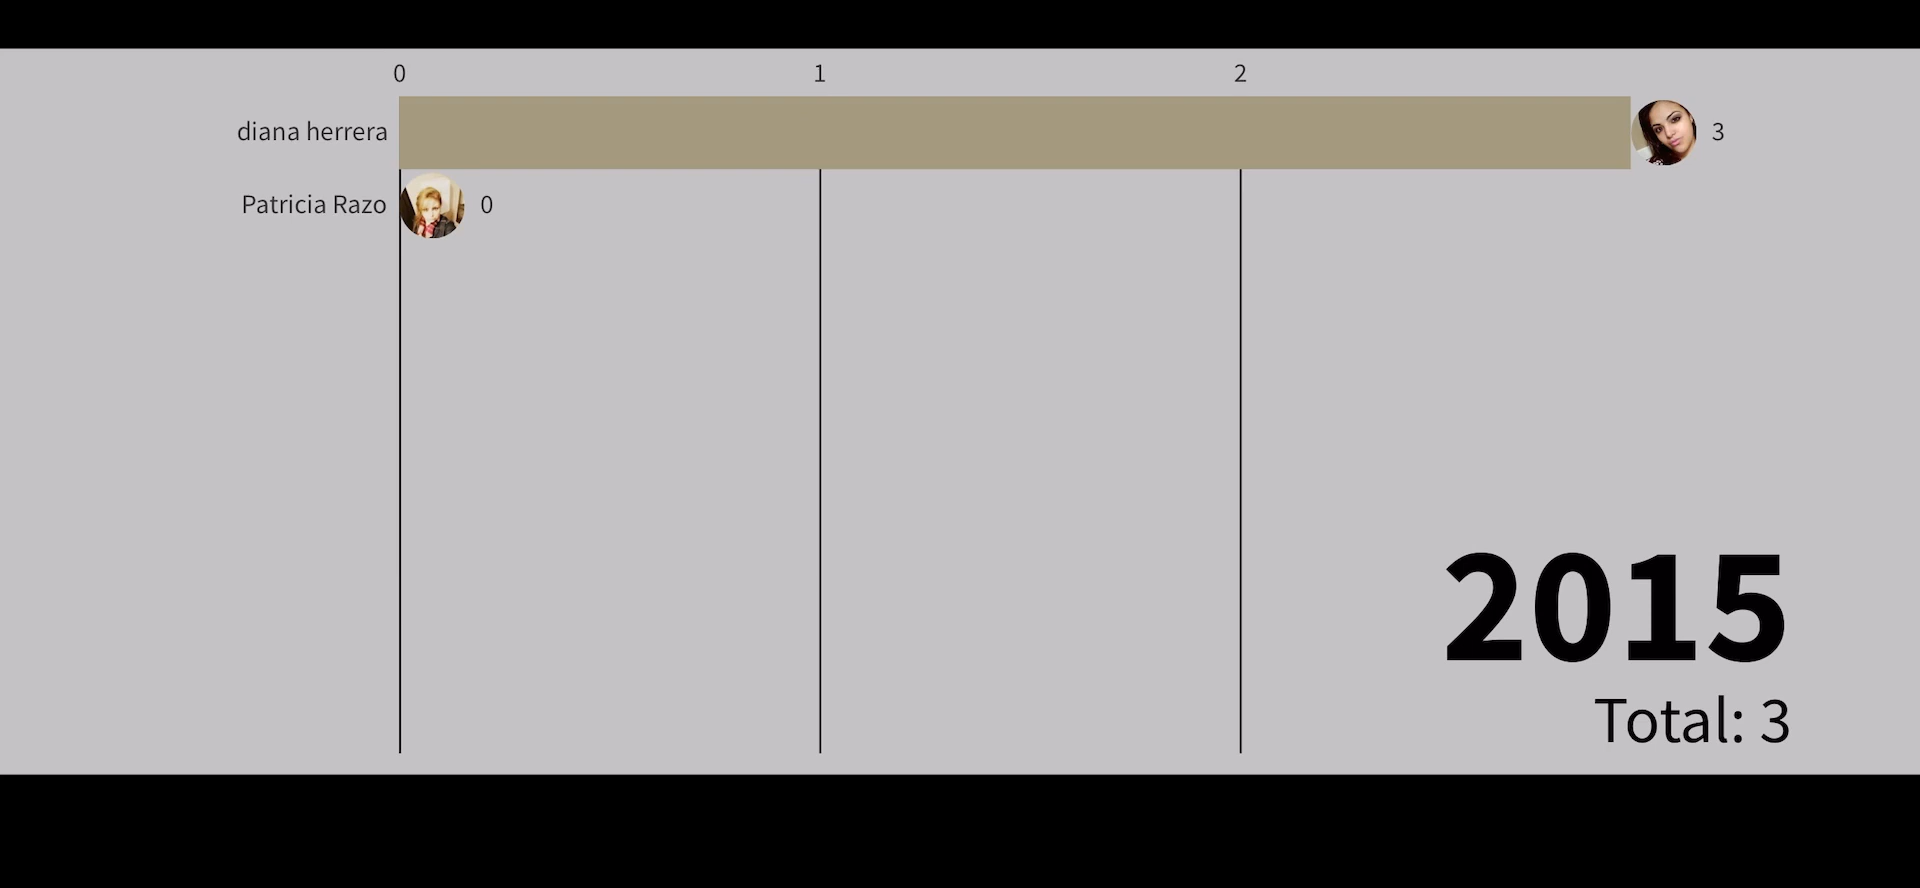 0 1 2
diana herrera 3
Patricia Razo 0
2015
Total: 3